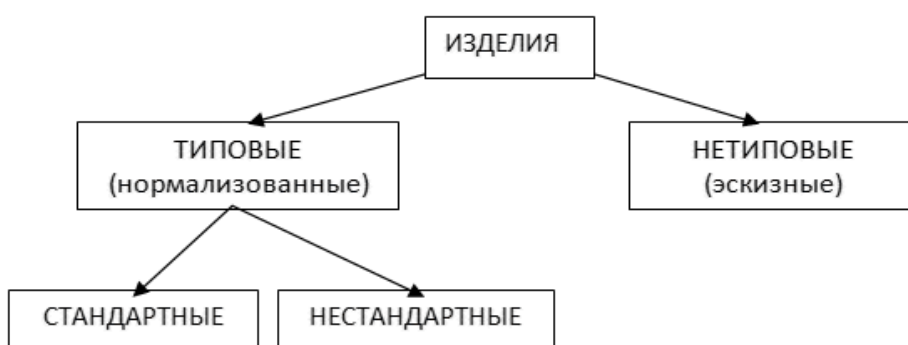 ИЗДЕЛИЯ
ТИПОВЫЕ
(нормализованные)
НЕТИПОВЫЕ
(эскизные)
СТАНДАРТНЫЕ
НЕСТАНДАРТНЫЕ